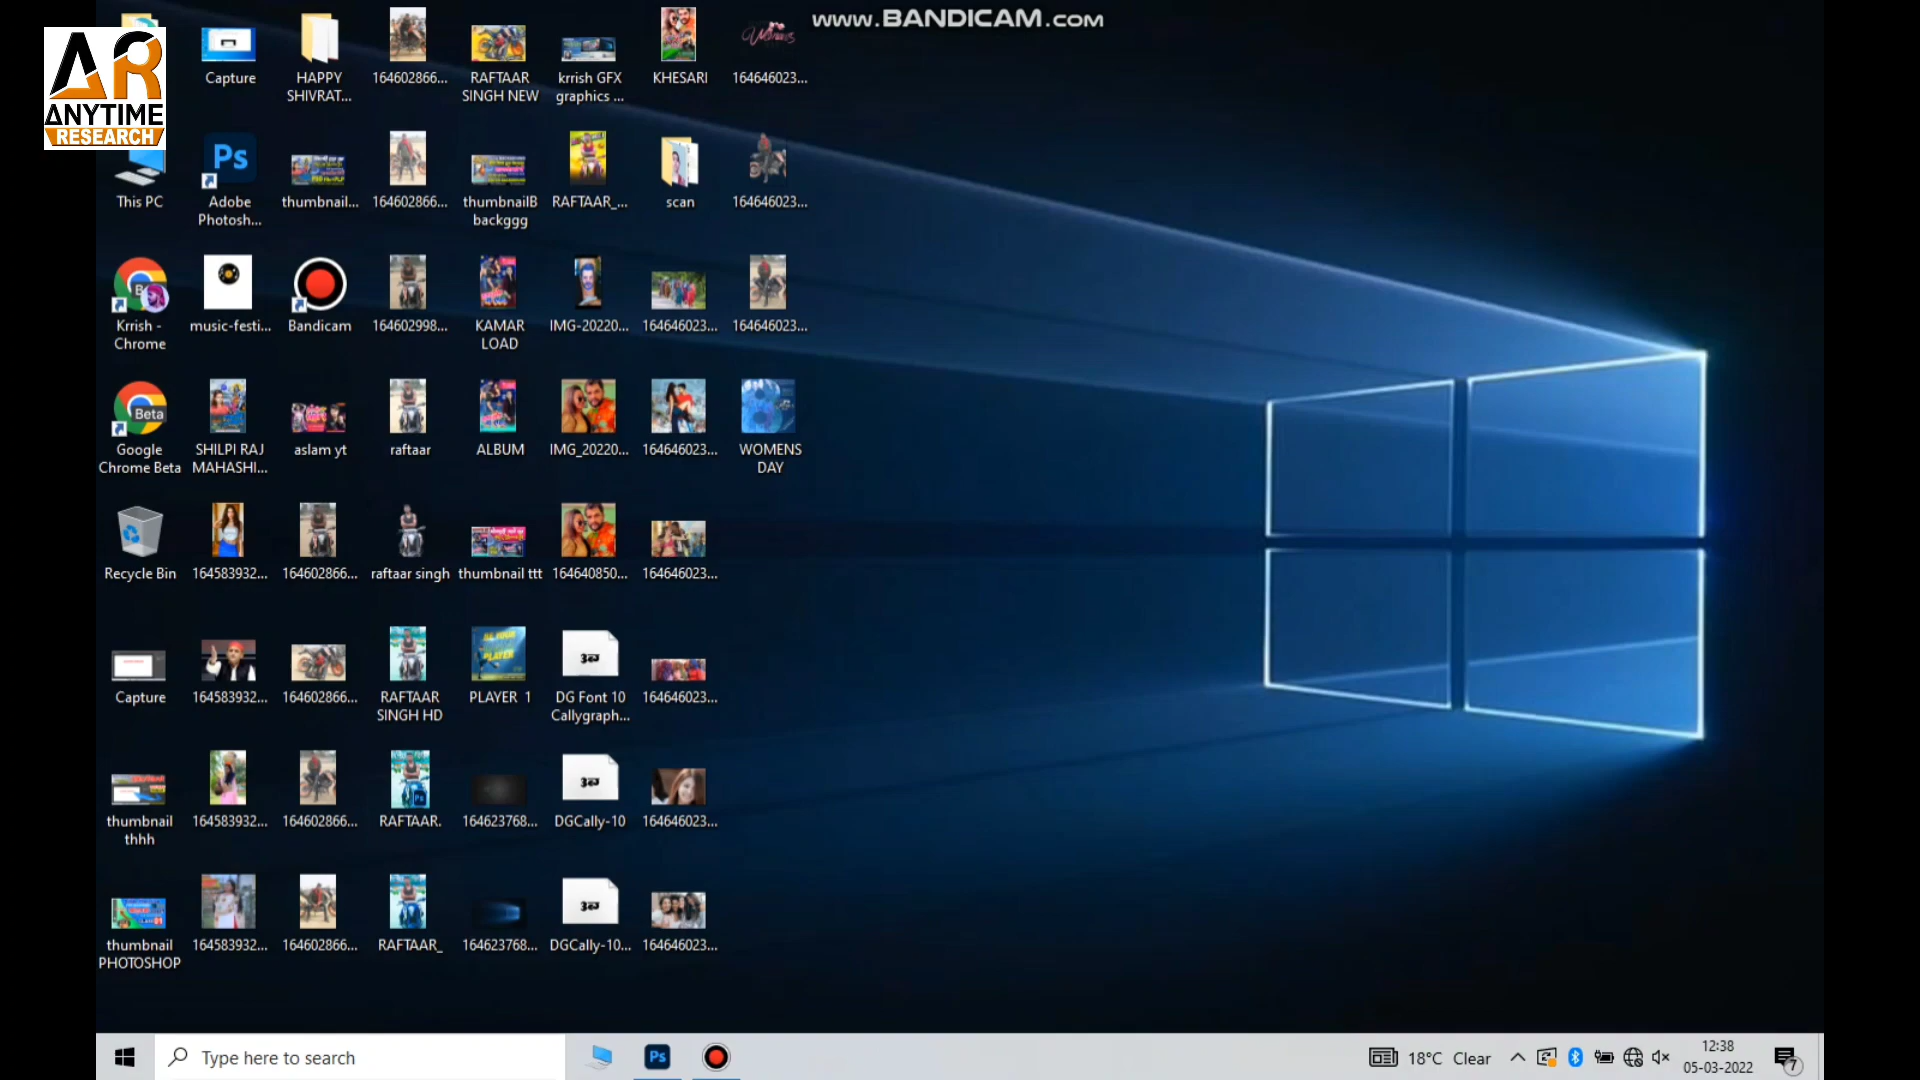 www.BANDICAM.com
AR
ANYTIME
RESEARCH
Capture
HAPPY
SHIVRAT...
164602866...
RAFTAAR
SINGH NEW
krrish GFX
graphics ...
KHESARI
164646023...
This PC
Ps
Adobe
Photosh...
thumbnail...
164602866...
thumbnailB
backggg
RAFTAAR_...
scan
164646023...
Krrish -
Chrome
music-festi...
Bandicam
164602998...
KAMAR
LOAD
IMG-20220...
164646023...
164646023...
Beta
Google
Chrome Beta
SHILPI RAJ
MAHASHI...
aslam yt
raftaar
ALBUM
IMG_20220...
164646023...
WOMENS
DAY
Recycle Bin
164583932...
164602866...
raftaar singh
thumbnail ttt
164640850...
164646023...
Capture
164583932...
164602866...
RAFTAAR
SINGH HD
PLAYER 1
DG Font 10
Callygraph...
164646023...
thumbnail
thhh
164583932...
164602866...
RAFTAAR.
164623768...
DGCally-10
164646023...
thumbnail
PHOTOSHOP
164583932...
164602866...
RAFTAAR_
164623768...
DGCally-10...
164646023...
Type here to search
Ps
18°C Clear
12:38
05-03-2022
7